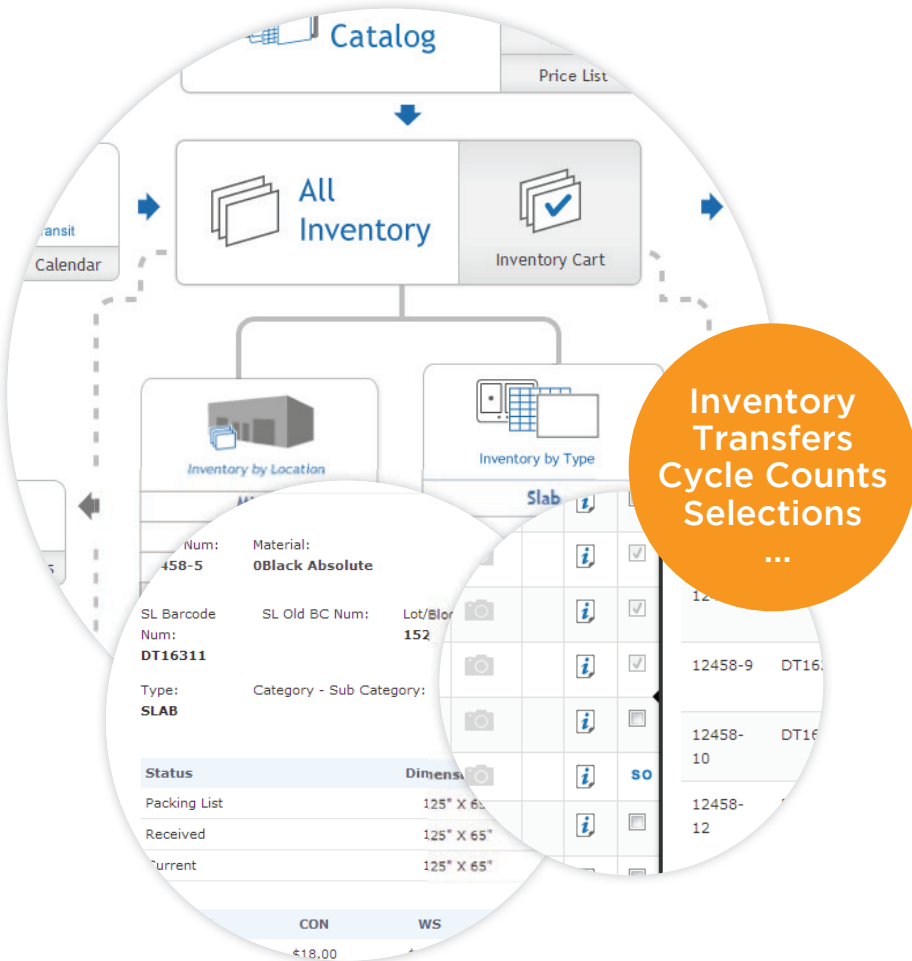 Catalog
Price List
All
Inventory
Inventory Cart
Calendar
Inventory by Location
Inventory by Type
Slab
Inventory
Transfers
Cycle Counts
Selections
...
Num:
Material:
458-5
0Black Absolute
SL Barcode
Num:
SL Old BC Num:
DT16311
152
Type:
Category - Sub Category:
SLAB
Status
Packing List
125" X 65"
Received
125" X 65"
Current
125" X 65"
CON
WS
$18.00
i
i
i
i
i
SO
i
12458-9
12458-
10
12458-
12